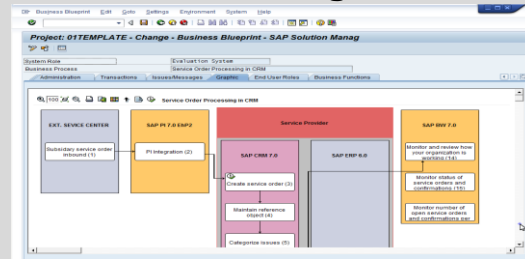 Business Blueprint Edit Goto Settings Environment System Help
Project: 01TEMPLATE - Change - Business Blueprint - SAP Solution Manag
System Role Evaluation System
Business Process Service Order Processing in CRM
Administration Transactions Issues/Messages Graphic End User Roles Business Functions
100 Service Order Processing in CRM
EXT. SEVICE CENTER
SAP PI 7.0 EhP2
Service Provider
SAP BW 7.0
Subsidary service order
inbound (1)
PI Integration (2)
SAP CRM 7.0
SAP ERP 6.0
Monitor and review how
your organization is
working (14)
Create service order (3)
Monitor status of
service orders and
confirmations (15)
Maintain reference
object (4)
Monitor number of
open service orders
and confirmations per
Categorize issues (5)